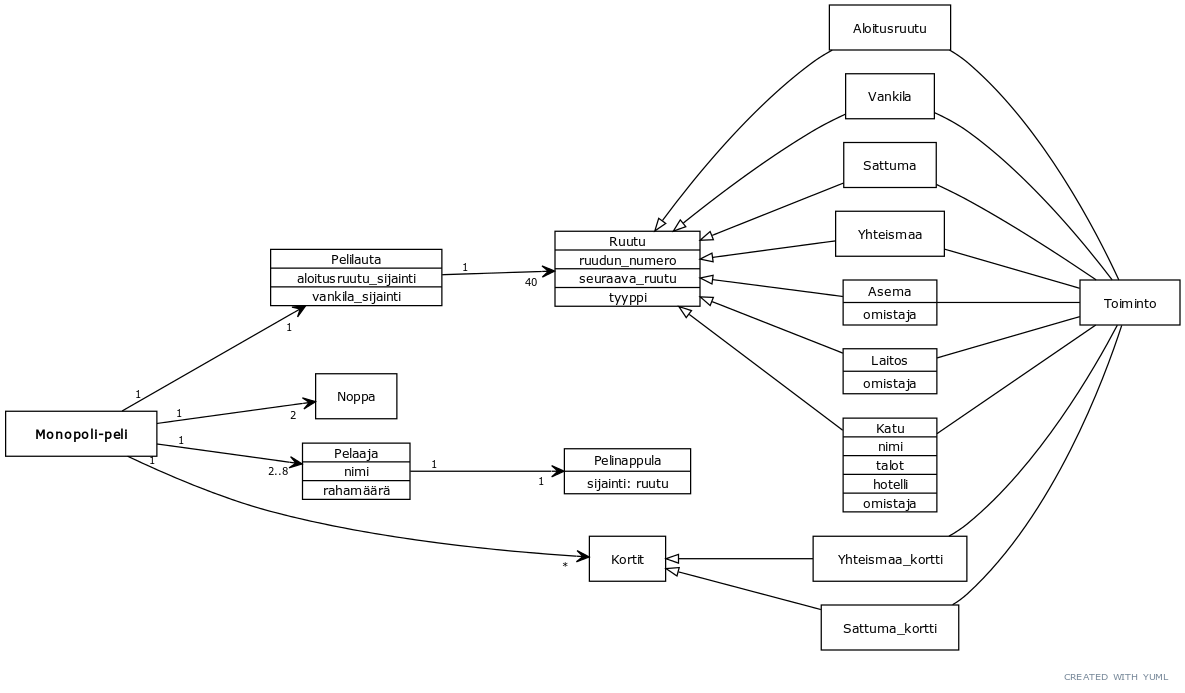 Aloitusruutu
Vankila
Sattuma
Yhteismaa
Pelilauta
aloitusruutu_sijainti
vankila_sijainti
1
40
1
Ruutu
ruudun_numero
seuraava_ruutu
tyyppi
Asema
omistaja
Toiminto
Laitos
omistaja
Katu
nimi
talot
hotelli
omistaja
Monopoli-peli
1
1
2
Noppa
1
2..8
1
Pelaaja
nimi
rahamäärä
1
1
Pelinappula
sijainti: ruutu
*
Kortit
Yhteismaa_kortti
Sattuma_kortti
CREATED WITH YUML